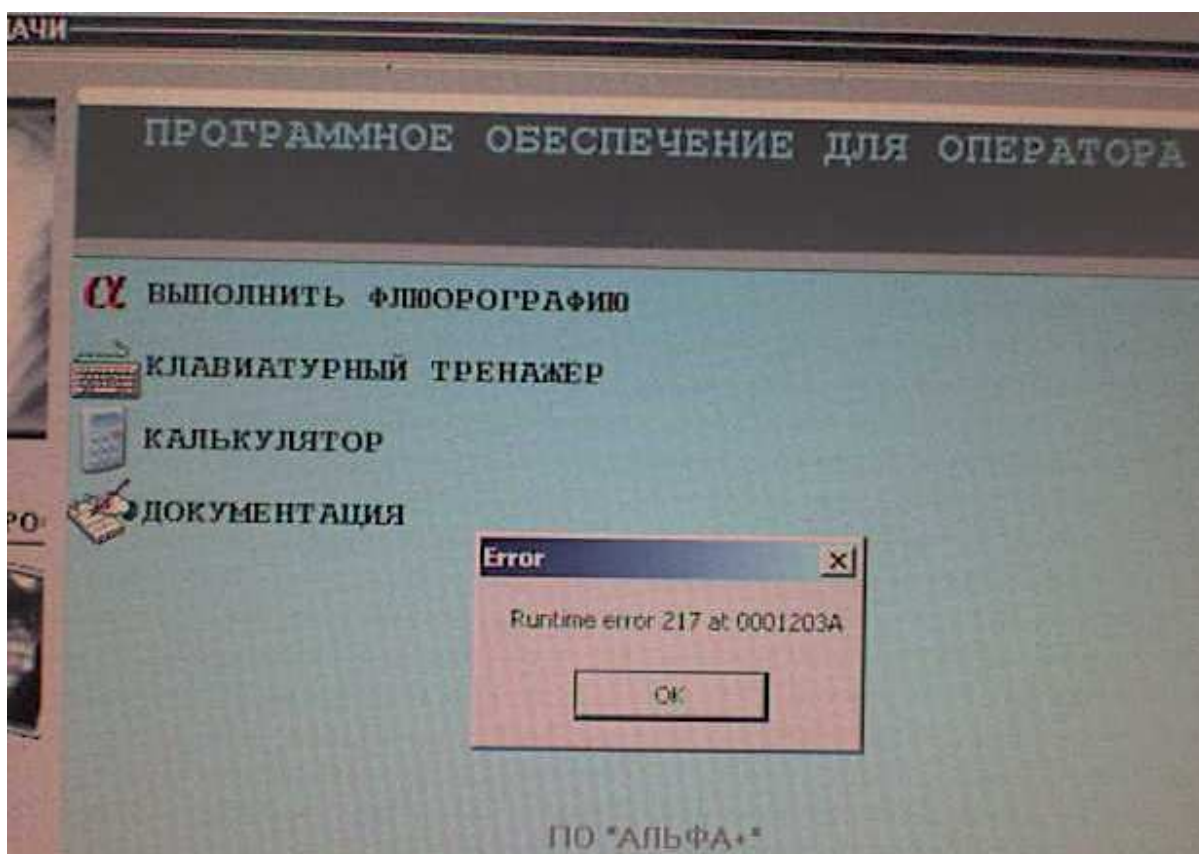 АЧИ
ПРОГРАММНОЕ ОБЕСПЕЧЕНИЕ ДЛЯ ОПЕРАТОРА
α ВЫПОЛНИТЬ ФЛЮОРОГРАФИЮ
КЛАВИАТУРНЫЙ ТРЕНАЖЕР
КАЛЬКУЛЯТОР
РО
ДОКУМЕНТАЦИЯ
Error
Runtime error 217 at 0001203A
OK
ПО "АЛЬФА+"